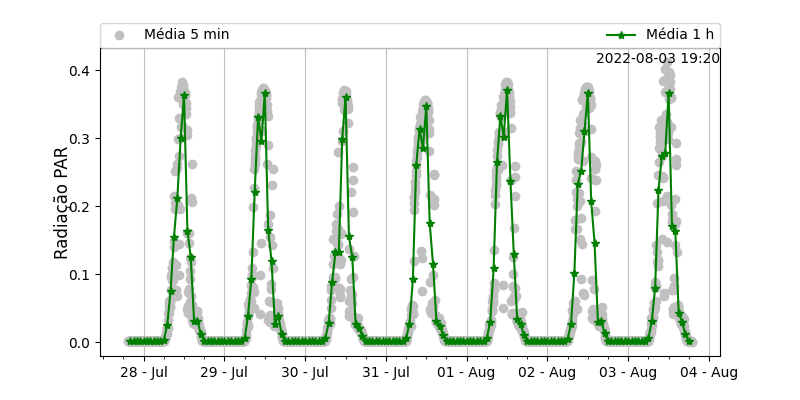 Média 5 min
Média 1 h
2022-08-03 19:20
0.4
0.3
0.2
0.1
0.0
Radiação PAR
28 - Jul
29 - Jul
30 - Jul
31 - Jul
01 - Aug
02 - Aug
03 - Aug
04 - Aug